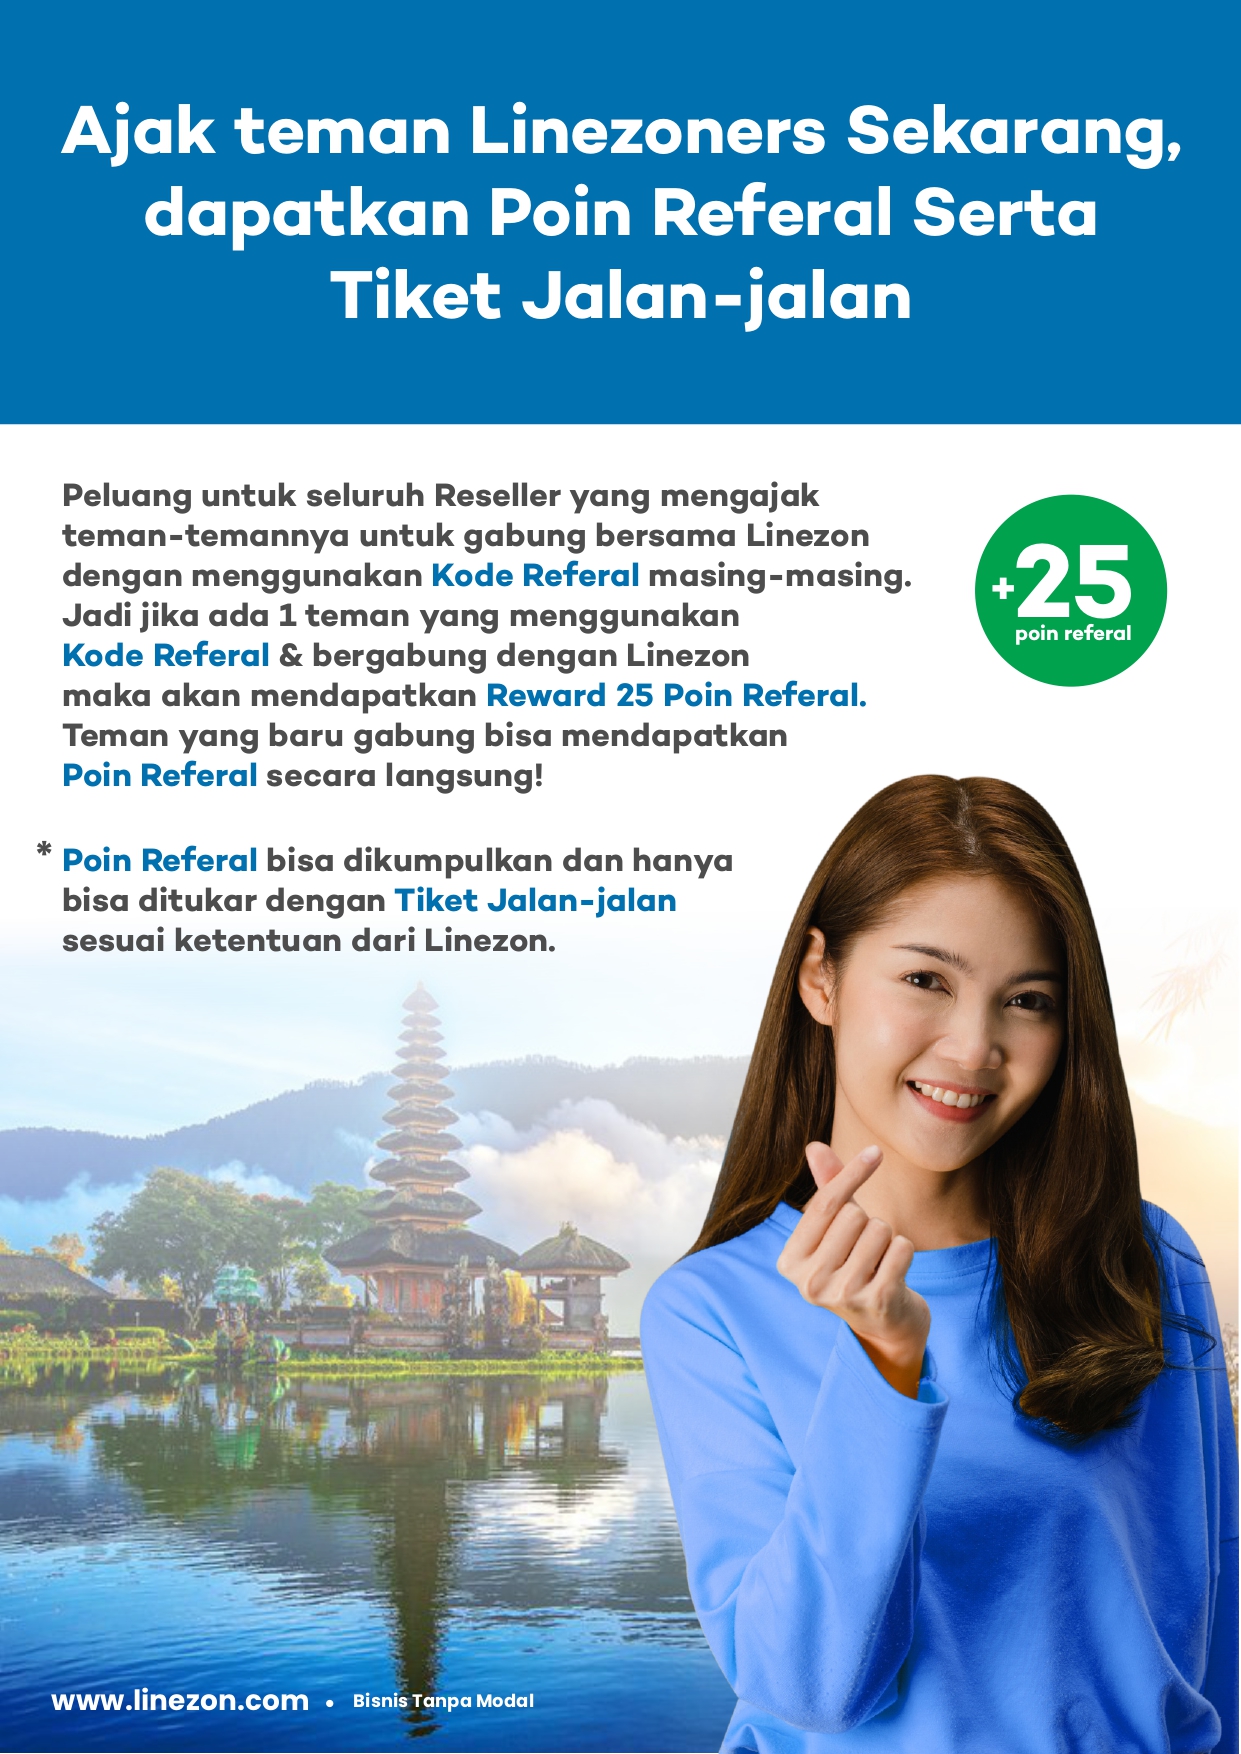 Ajak teman Linezoners Sekarang,
dapatkan Poin Referal Serta
Tiket Jalan-jalan
Peluang untuk seluruh Reseller yang mengajak
teman-temannya untuk gabung bersama Linezon
dengan menggunakan Kode Referal masing-masing.
Jadi jika ada 1 teman yang menggunakan
Kode Referal & bergabung dengan Linezon
maka akan mendapatkan Reward 25 Poin Referal.
Teman yang baru gabung bisa mendapatkan
Poin Referal secara langsung!
+25
poin referal
* Poin Referal bisa dikumpulkan dan hanya
bisa ditukar dengan Tiket Jalan-jalan
sesuai ketentuan dari Linezon.
www.linezon.com • Bisnis Tanpa Modal